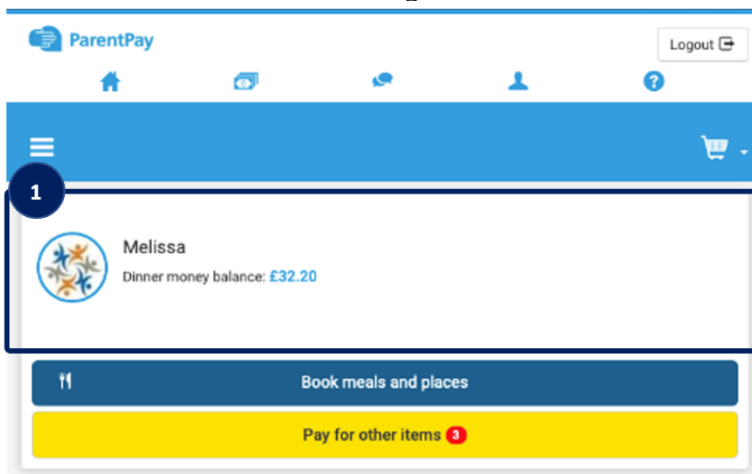 ParentPay
Logout
1
Melissa
Dinner money balance: £32.20
Book meals and places
Pay for other items 3